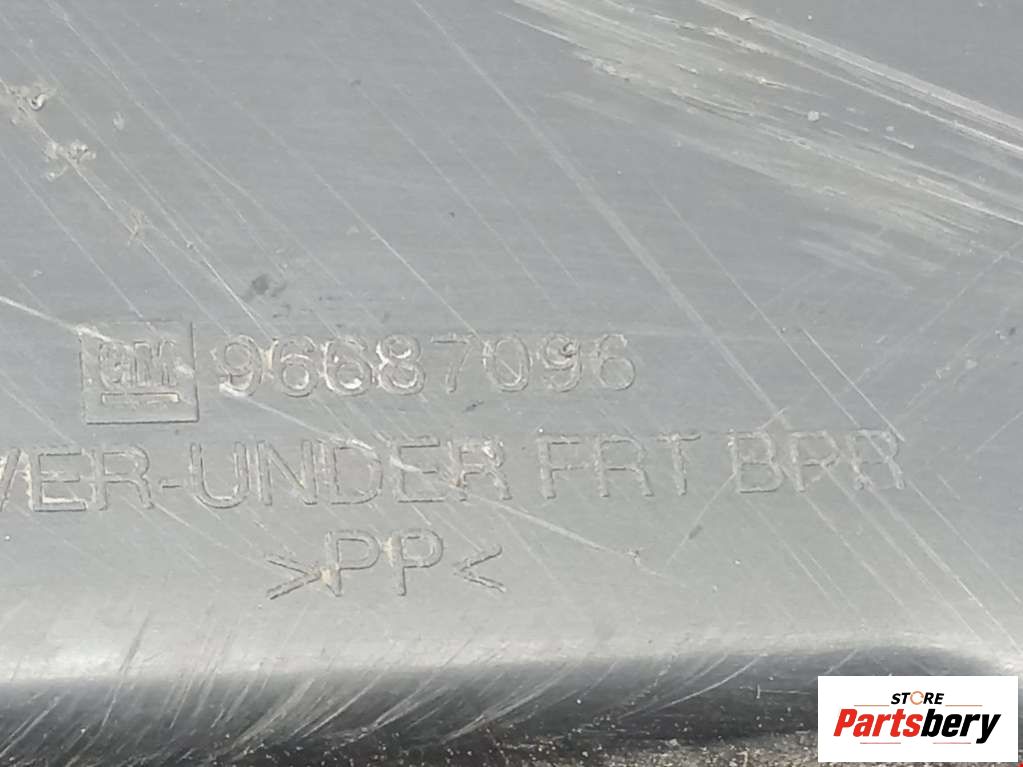 GM 96687096
VER-UNDER FRT BPR
>PP<
STORE
Partsbery